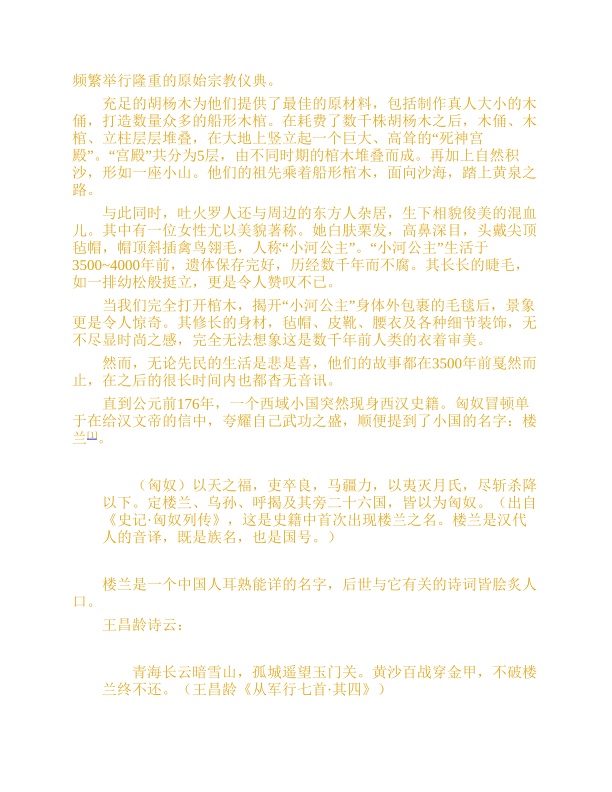 频繁举行隆重的原始宗教仪典。
充足的胡杨木为他们提供了最佳的原材料，包括制作真人大小的木
俑，打造数量众多的船形木棺。在耗费了数千株胡杨木之后，木俑、木
棺、立柱层层堆叠，在大地上竖立起一个巨大、高耸的“死神宫
殿”。“宫殿”共分为5层，由不同时期的棺木堆叠而成。再加上自然积
沙，形如一座小山。他们的祖先乘着船形棺木，面向沙海，踏上黄泉之
路。
与此同时，吐火罗人还与周边的东方人杂居，生下相貌俊美的混血
儿。其中有一位女性尤以美貌著称。她白肤栗发，高鼻深目，头戴尖顶
毡帽，帽顶斜插禽鸟翎毛，人称“小河公主”。“小河公主”生活于
3500~4000年前，遗体保存完好，历经数千年而不腐。其长长的睫毛，
如一排幼松般挺立，更是令人赞叹不已。
当我们完全打开棺木，揭开“小河公主”身体外包裹的毛毯后，景象
更是令人惊奇。其修长的身材，毡帽、皮靴、腰衣及各种细节装饰，无
不尽显时尚之感，完全无法想象这是数千年前人类的衣着审美。
然而，无论先民的生活是悲是喜，他们的故事都在3500年前戛然而
止，在之后的很长时间内也都杳无音讯。
直到公元前176年，一个西域小国突然现身西汉史籍。匈奴冒顿单
于在给汉文帝的信中，夸耀自己武功之盛，顺便提到了小国的名字：楼
兰[1]。
（匈奴）以天之福，吏卒良，马疆力，以夷灭月氏，尽斩杀降
以下。定楼兰、乌孙、呼揭及其旁二十六国，皆以为匈奴。（出自
《史记·匈奴列传》，这是史籍中首次出现楼兰之名。楼兰是汉代
人的音译，既是族名，也是国号。）
楼兰是一个中国人耳熟能详的名字，后世与它有关的诗词皆脍炙人
口。
王昌龄诗云：
青海长云暗雪山，孤城遥望玉门关。黄沙百战穿金甲，不破楼
兰终不还。（王昌龄《从军行七首·其四》）